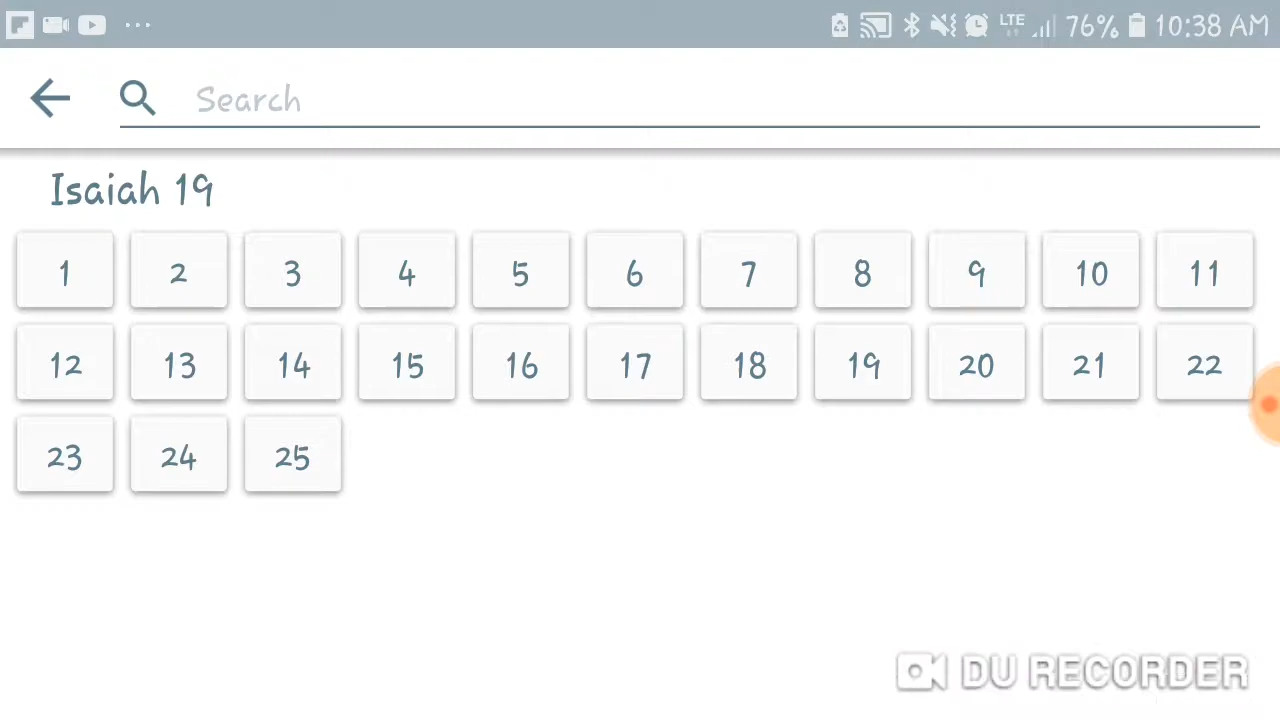 LTE 76% 10:38 AM
Search
Isaiah 19
1 2 3 4 5 6 7 8 9 10 11
12 13 14 15 16 17 18 19 20 21 22
23 24 25
DU RECORDER